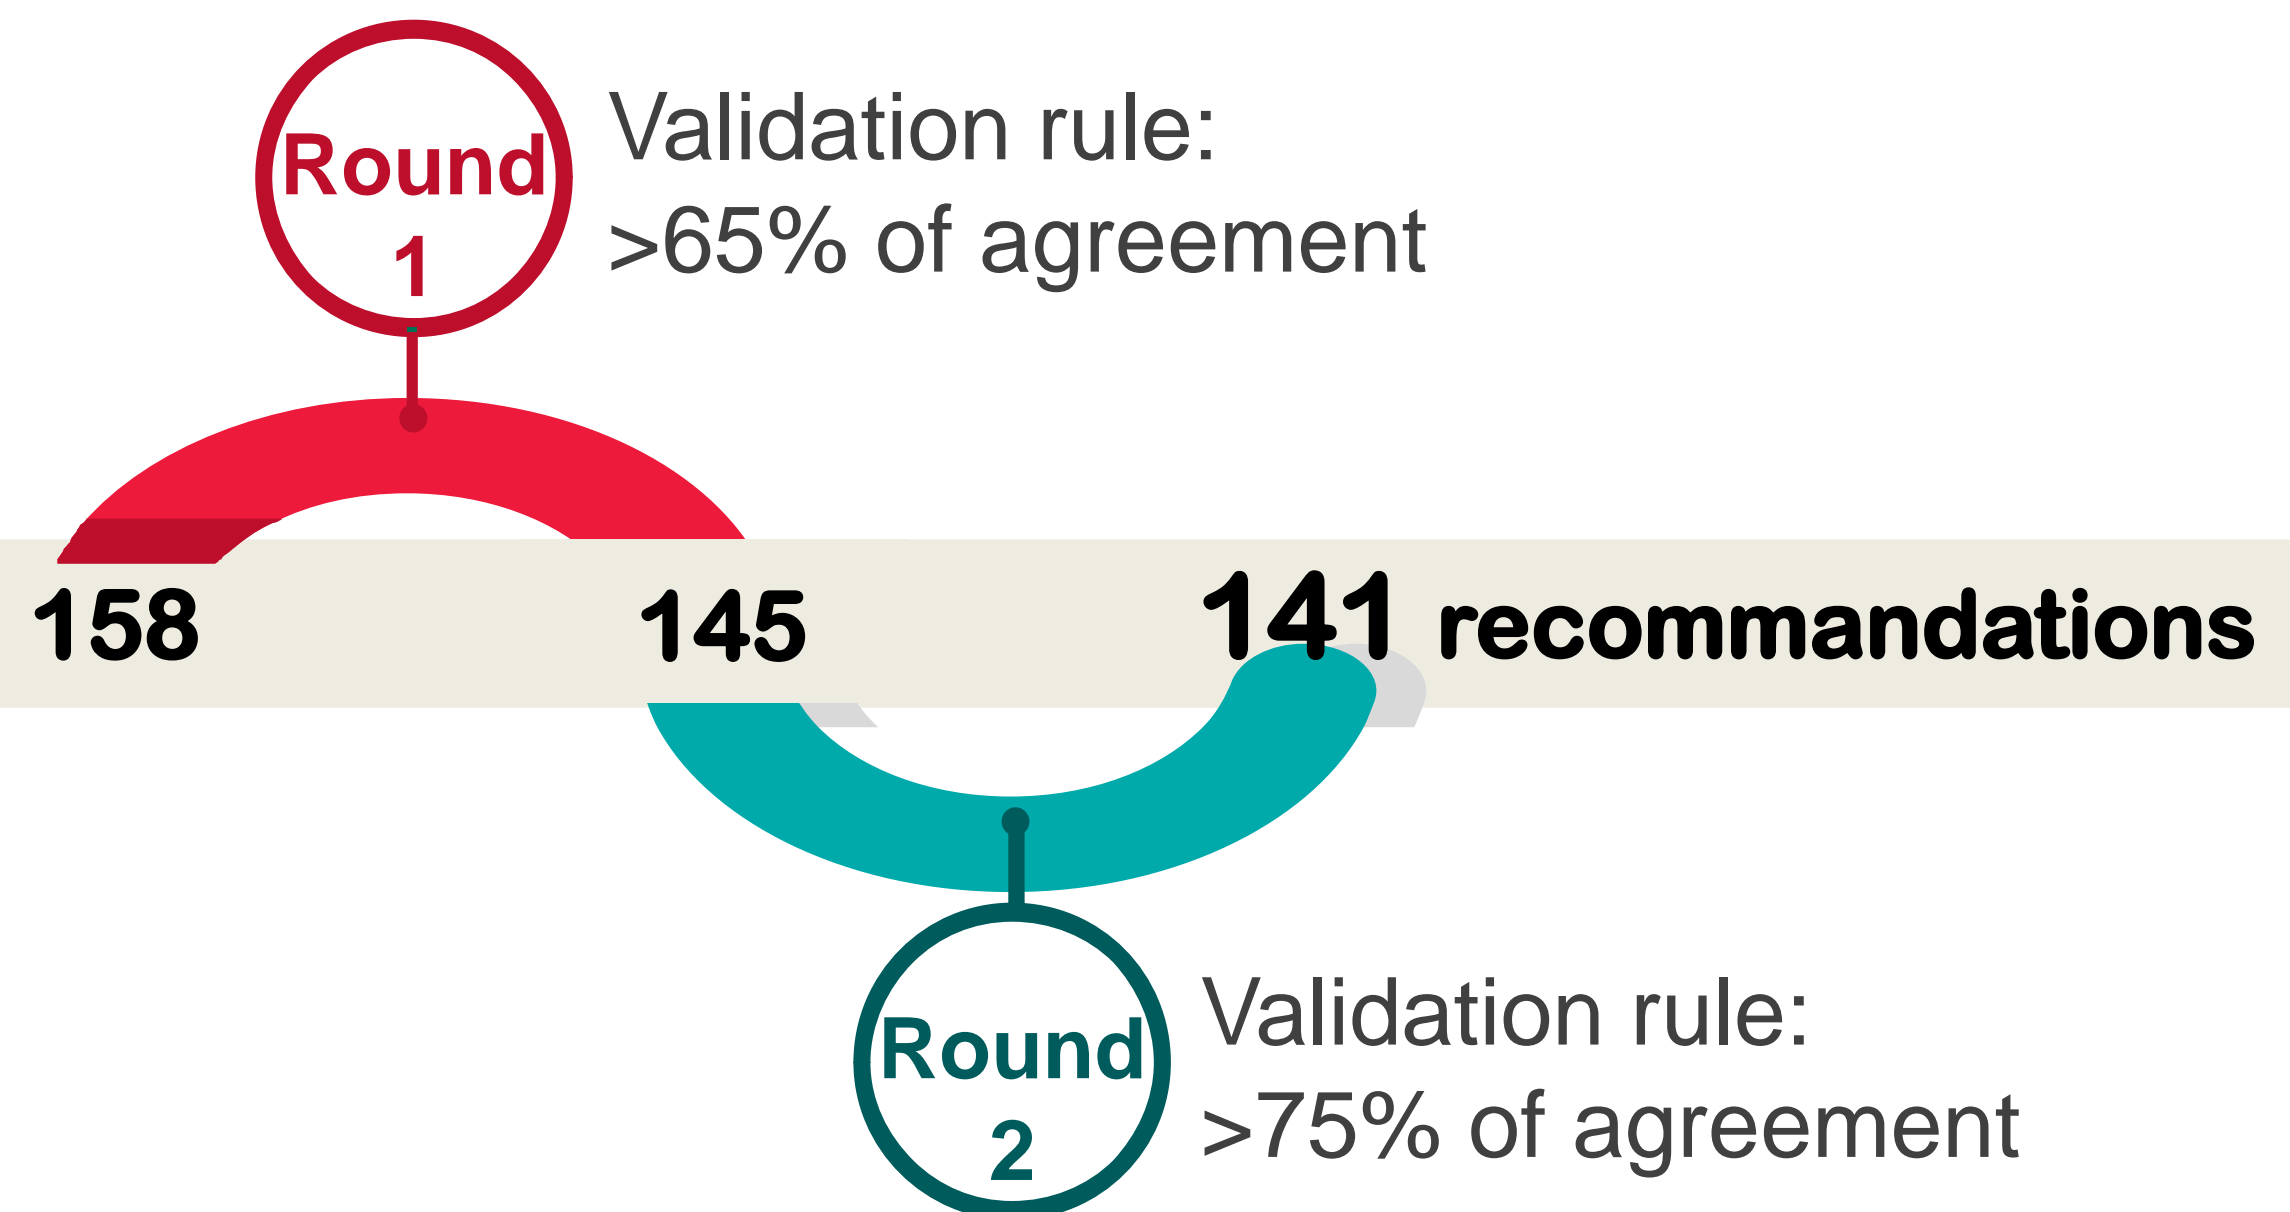 Round
1
Validation rule:
>65% of agreement
158
145
141 recommandations
Round
2
Validation rule:
>75% of agreement